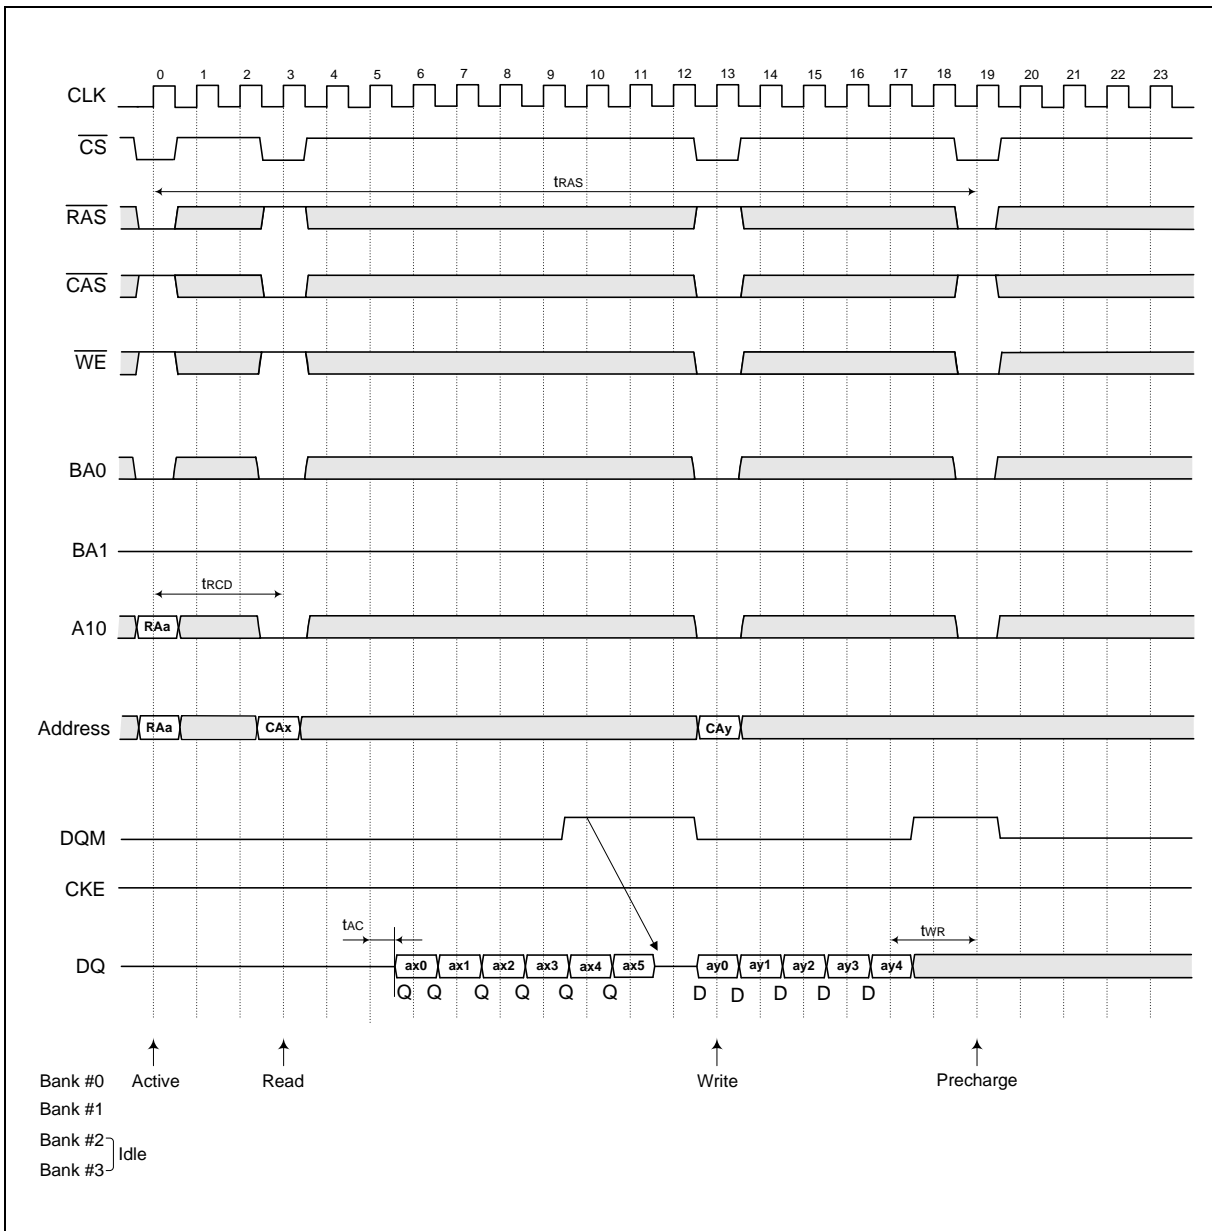 0 1 2 3 4 5 6 7 8 9 10 11 12 13 14 15 16 17 18 19 20 21 22 23
CLK
CS
tRAS
RAS
CAS
WE
BA0
BA1
tRCD
A10 RAa
Address RAa CAx CAy
DQM
CKE
tAC tWR
DQ ax0 ax1 ax2 ax3 ax4 ax5 ay0 ay1 ay2 ay3 ay4
Q Q Q Q Q Q D D D D D
Bank #0 Active Read Write Precharge
Bank #1
Bank #2
Idle
Bank #3